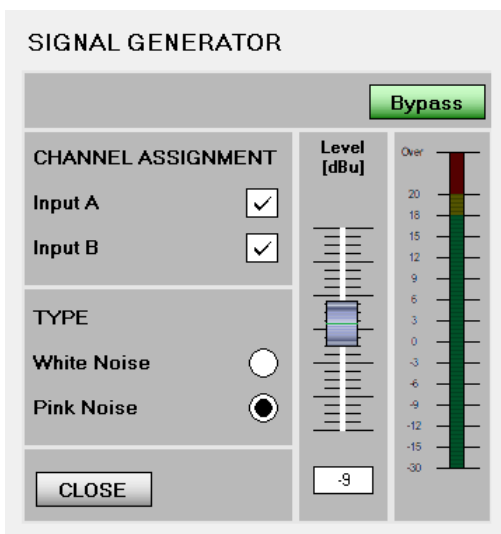 SIGNAL GENERATOR
Bypass
CHANNEL ASSIGNMENT
Input A
Input B
TYPE
White Noise
Pink Noise
CLOSE
Level
[dBu]
-9
Over
20
18
15
12
9
6
3
0
-3
-6
-9
-12
-15
-30